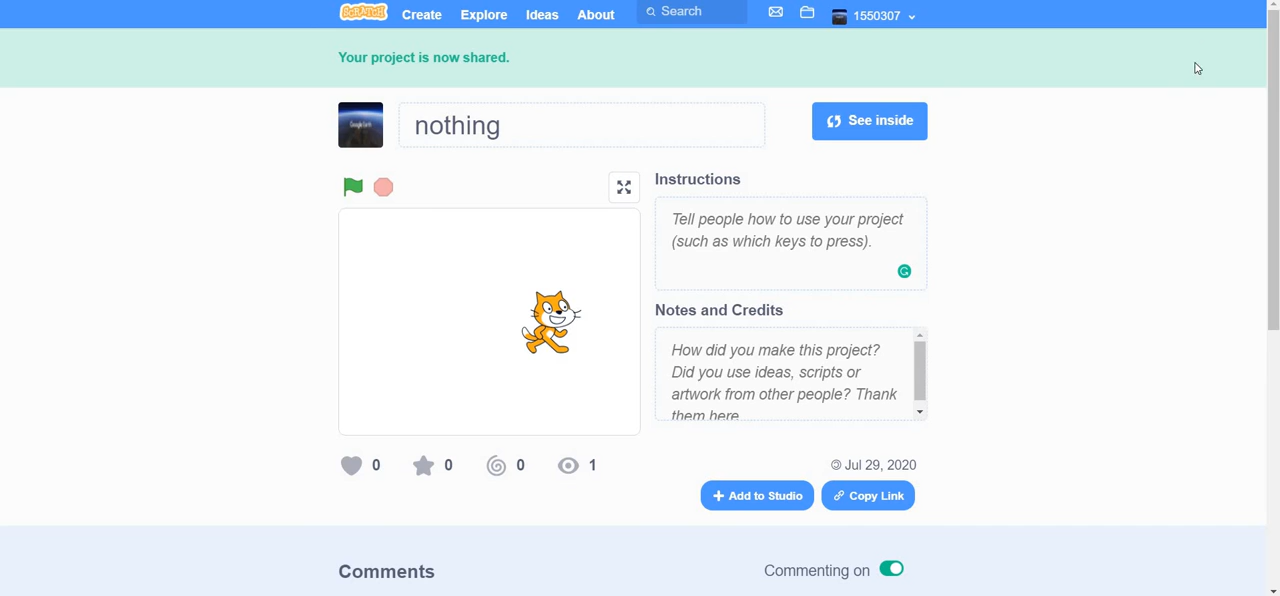 SCRATCH Create Explore Ideas About Search 1550307
Your project is now shared.
nothing
See inside
Instructions
Tell people how to use your project
(such as which keys to press).
Notes and Credits
How did you make this project?
Did you use ideas, scripts or
artwork from other people? Thank
them here.
0 0 0 1
© Jul 29, 2020
Add to Studio Copy Link
Comments
Commenting on